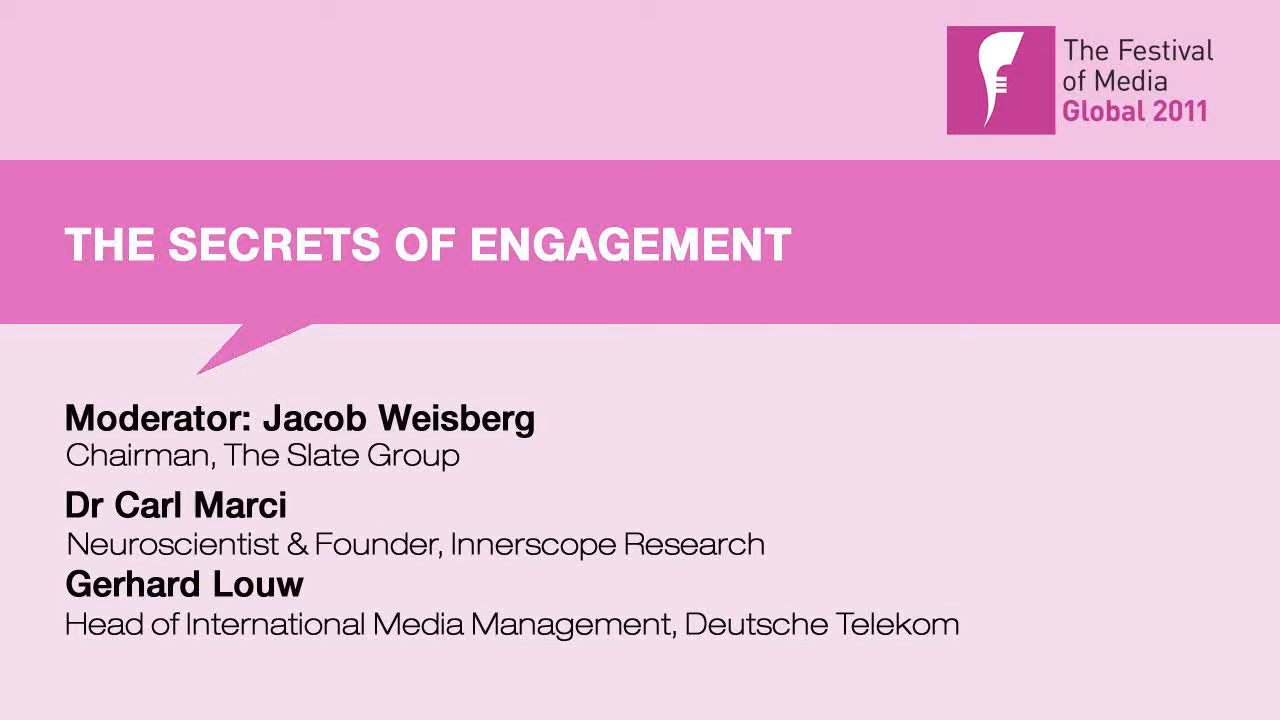 The Festival
of Media
Global 2011
THE SECRETS OF ENGAGEMENT
Moderator: Jacob Weisberg
Chairman, The Slate Group
Dr Carl Marci
Neuroscientist & Founder, Innerscope Research
Gerhard Louw
Head of International Media Management, Deutsche Telekom